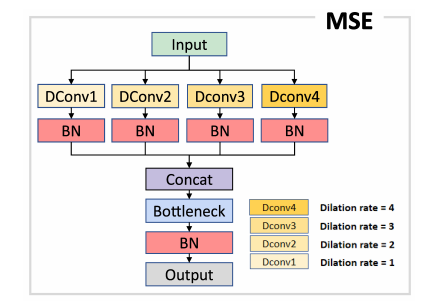 MSE
Input
DConv1 DConv2 Dconv3 Dconv4
BN BN BN BN
Concat
Bottleneck
BN
Output
Dconv4 Dilation rate = 4
Dconv3 Dilation rate = 3
Dconv2 Dilation rate = 2
Dconv1 Dilation rate = 1